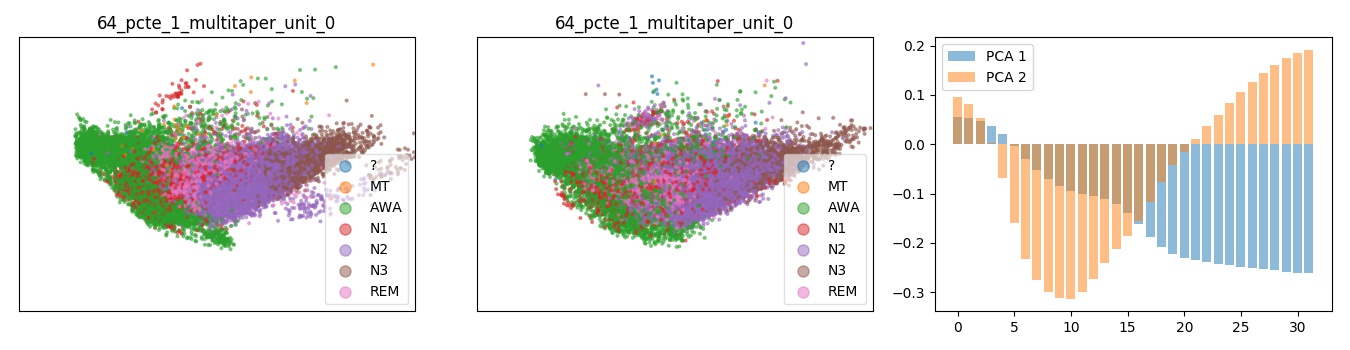 64_pcte_1_multitaper_unit_0
?
MT
AWA
N1
N2
N3
REM
64_pcte_1_multitaper_unit_0
?
MT
AWA
N1
N2
N3
REM
PCA 1
PCA 2
0.2
0.1
0.0
−0.1
−0.2
−0.3
0 5 10 15 20 25 30